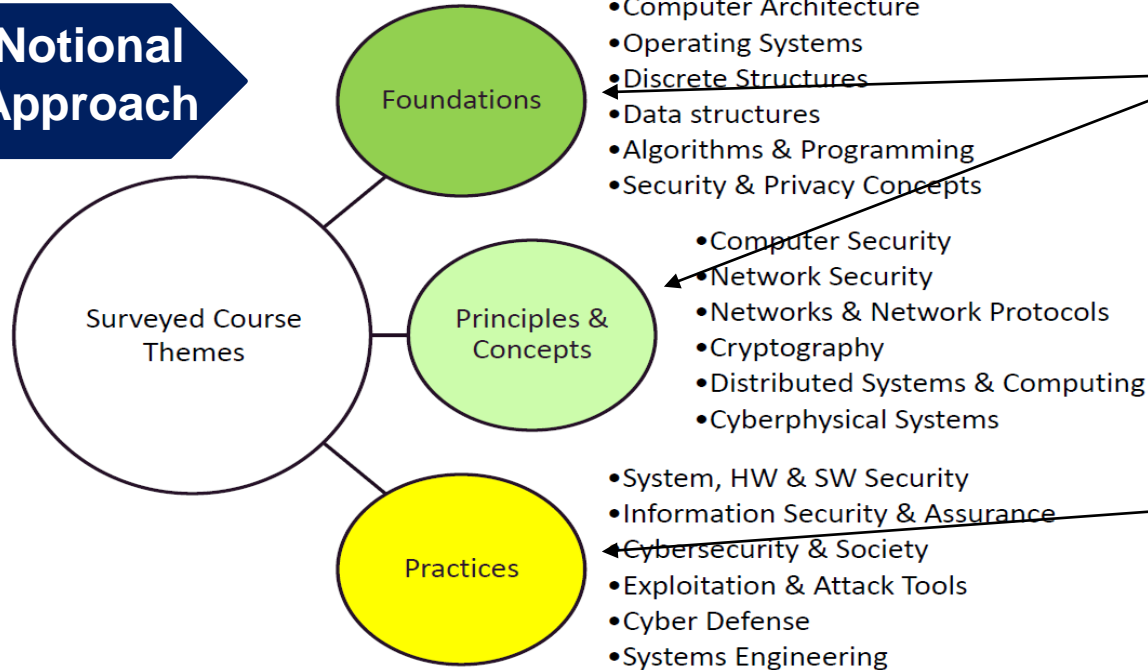 Notional
Approach
Foundations
•Computer Architecture
•Operating Systems
•Discrete Structures
•Data structures
•Algorithms & Programming
•Security & Privacy Concepts
Surveyed Course
Themes
Principles &
Concepts
•Computer Security
•Network Security
•Networks & Network Protocols
•Cryptography
•Distributed Systems & Computing
•Cyberphysical Systems
Practices
•System, HW & SW Security
•Information Security & Assurance
•Cybersecurity & Society
•Exploitation & Attack Tools
•Cyber Defense
•Systems Engineering